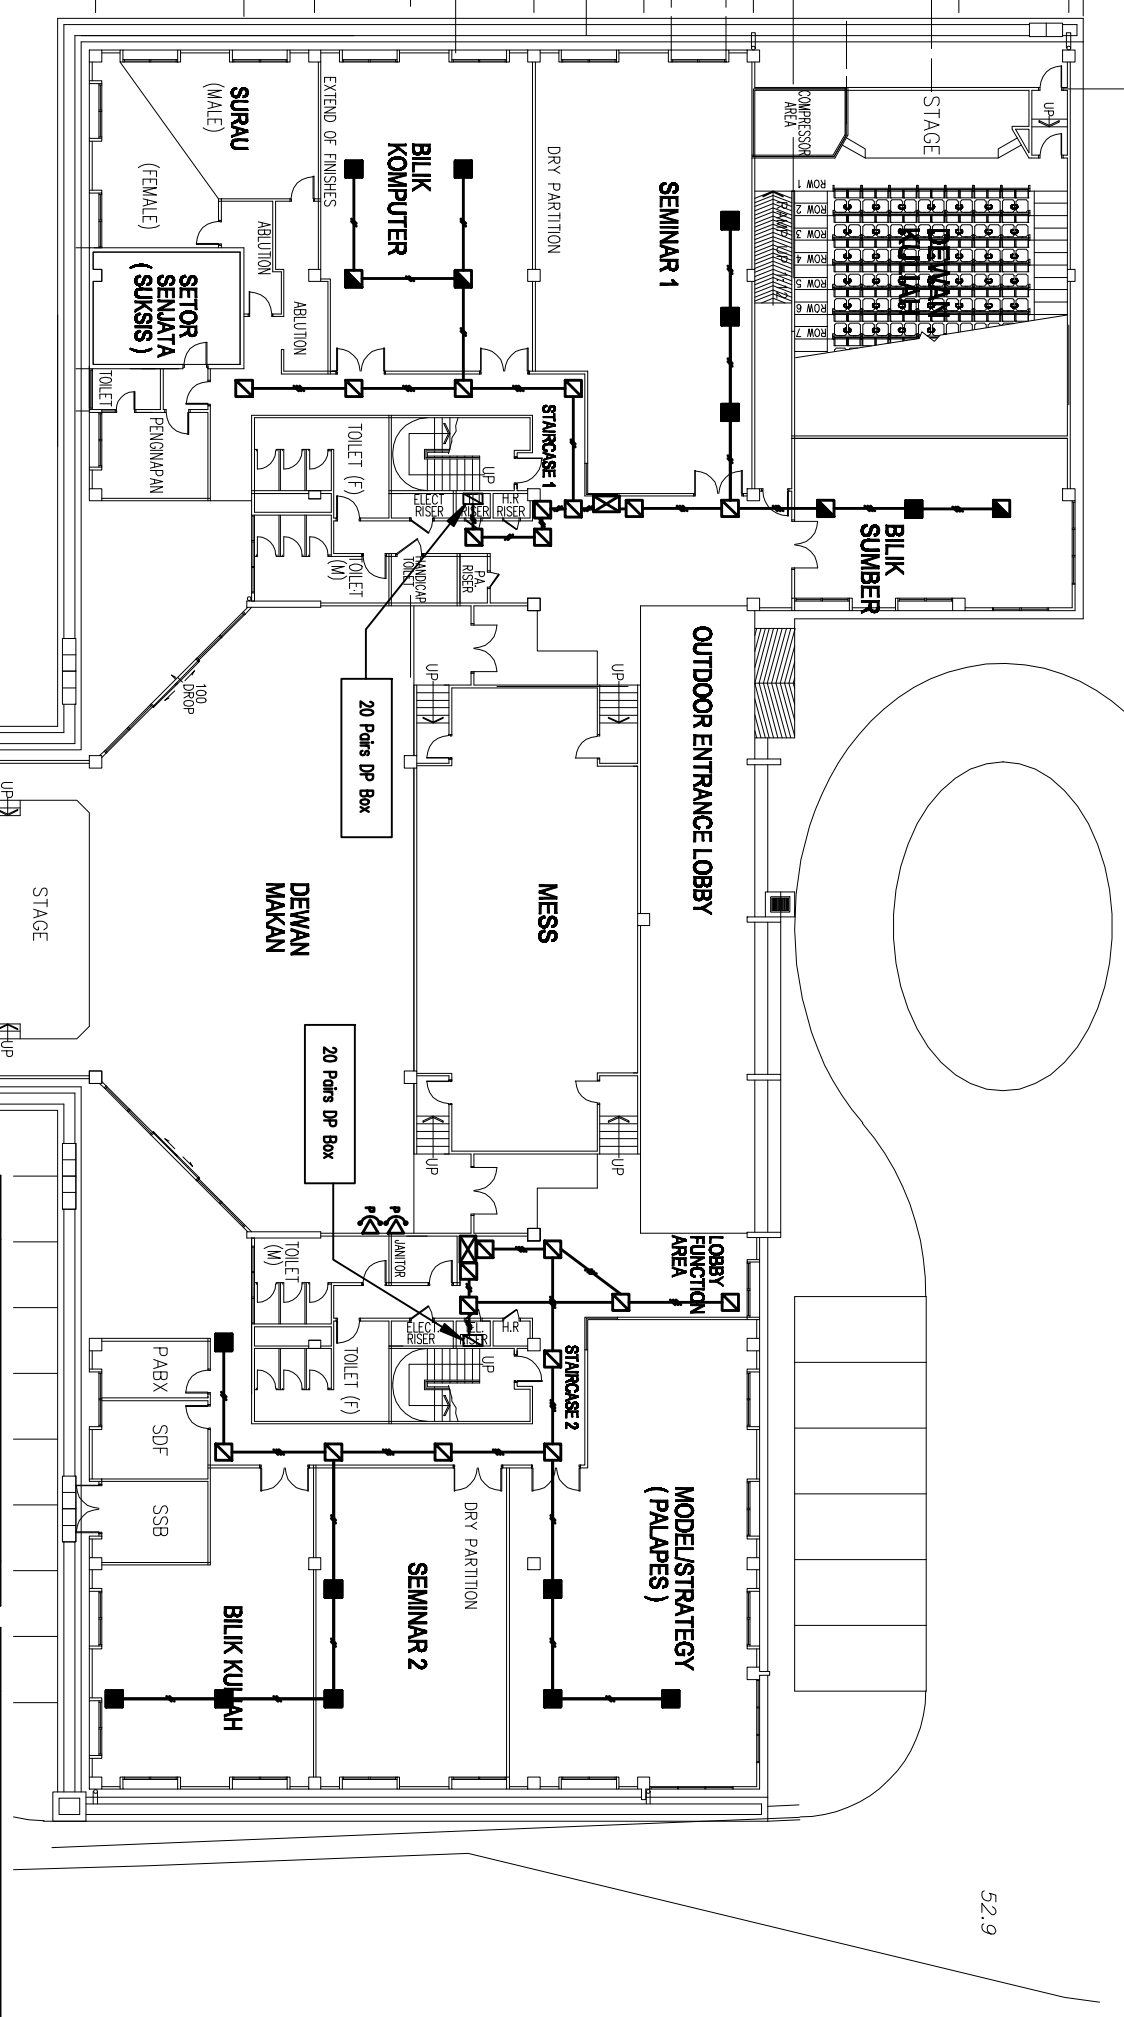 SURAU
(MALE)
(FEMALE)
EXTEND OF FINISHES
BILIK
KOMPUTER
DRY PARTITION
SEMINAR 1
COMPRESSOR
AREA
STAGE
UP
ROW 1
ROW 2
ROW 3
ROW 4
ROW 5
ROW 6
ROW 7
DEWAN
KULIAH
ABLUTION
ABLUTION
SETOR
SENJATA
( SUKSIS )
TOILET
PENGINAPAN
TOILET (F)
STAIRCASE 1
UP
ELECT
RISER
RISER
H.R
RISER
TOILET
(M)
HANDICAP
TOILET
P.A.
RISER
BILIK
SUMBER
OUTDOOR ENTRANCE LOBBY
100
DROP
UP
UP
20 Pairs DP Box
UP
STAGE
UP
DEWAN
MAKAN
MESS
20 Pairs DP Box
UP
UP
P
P
LOBBY
FUNCTION
AREA
TOILET
(M)
JANITOR
ELECT.
RISER
RISER
H.R
TOILET (F)
UP
STAIRCASE 2
PABX
SDF
SSB
DRY PARTITION
MODEL/STRATEGY
( PALAPES )
SEMINAR 2
BILIK KULIAH
52.9